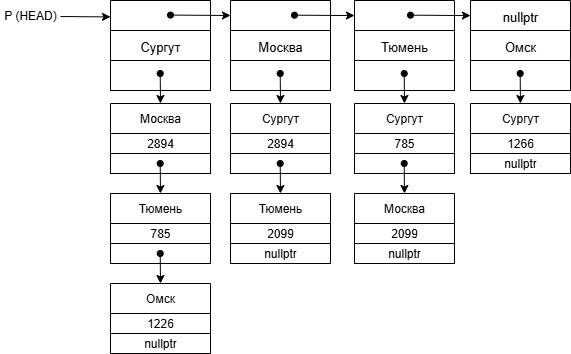 P (HEAD)
nullptr
Сургут
Москва
Тюмень
Омск
Москва
2894
Сургут
2894
nullptr
Сургут
785
Сургут
1266
nullptr
Тюмень
785
Тюмень
2099
nullptr
Москва
2099
nullptr
Омск
1226
nullptr